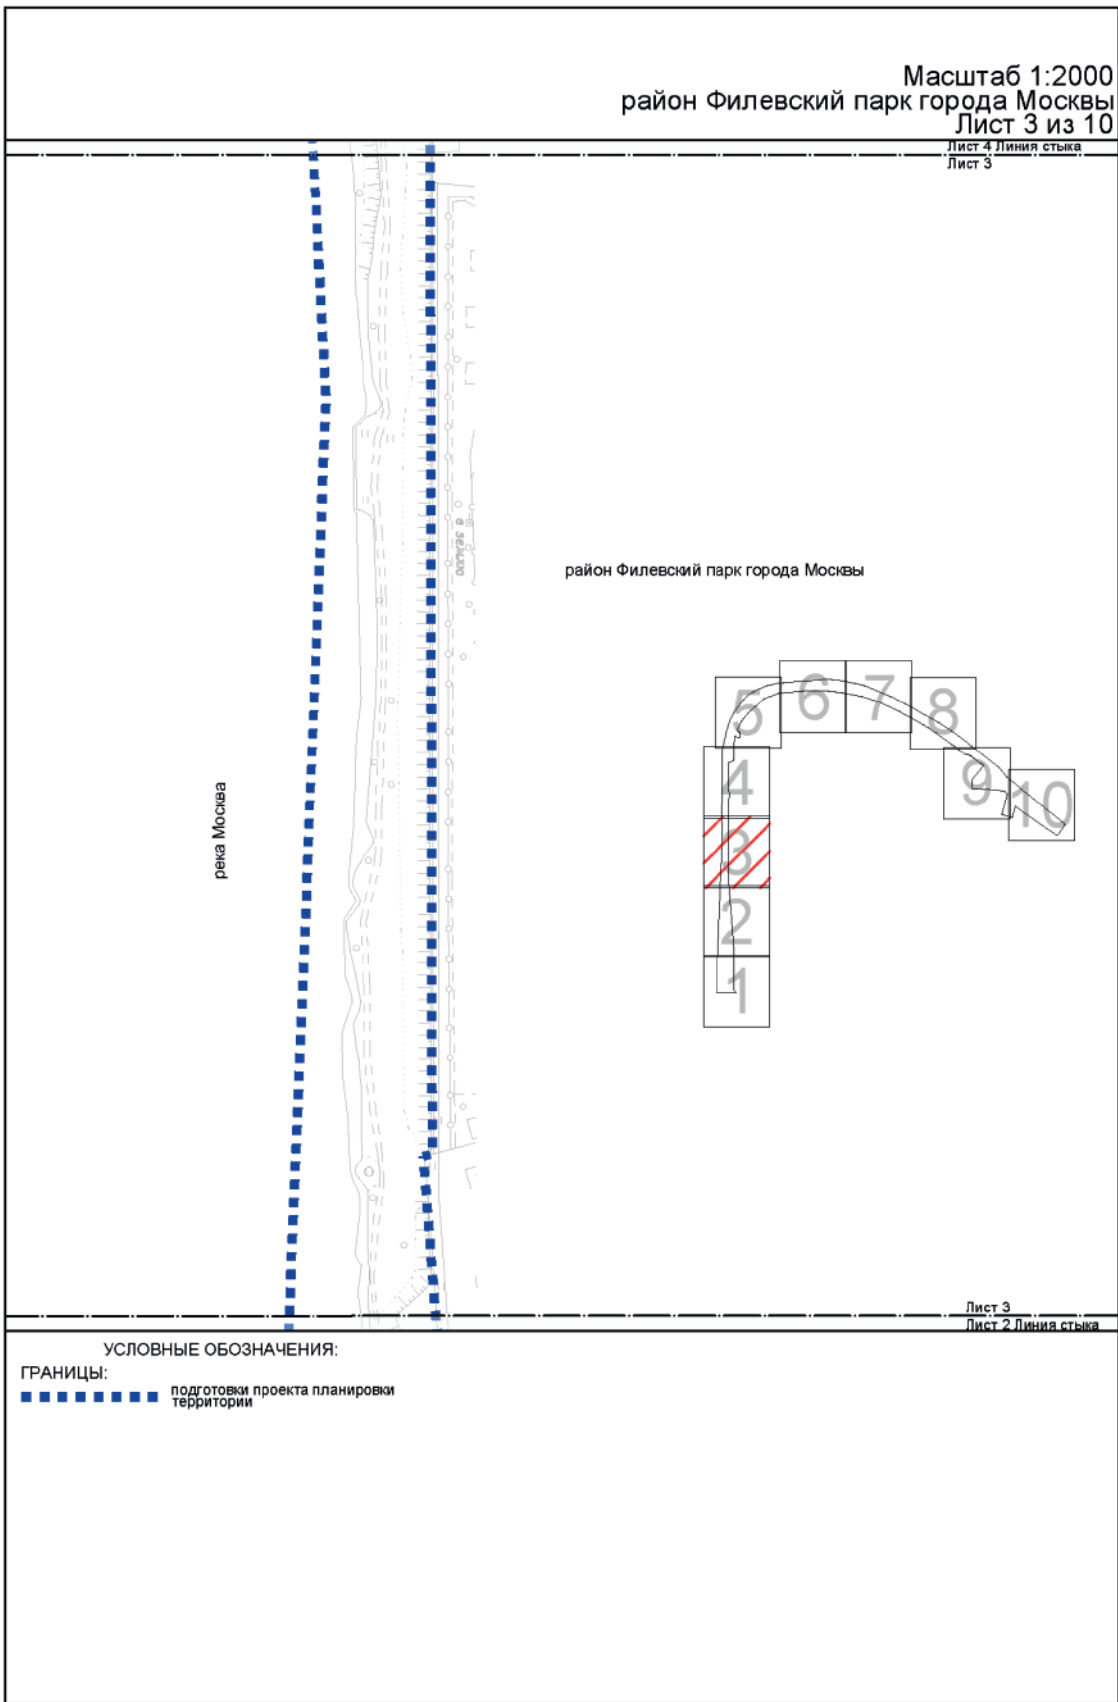 Масштаб 1:2000
район Филевский парк города Москвы
Лист 3 из 10
Лист 4 Линия стыка
Лист 3
в землю
район Филевский парк города Москвы
5
6
7
8
4
9
10
3
2
1
река Москва
Лист 3
Лист 2 Линия стыка
УСЛОВНЫЕ ОБОЗНАЧЕНИЯ:
ГРАНИЦЫ:
подготовки проекта планировки
территории